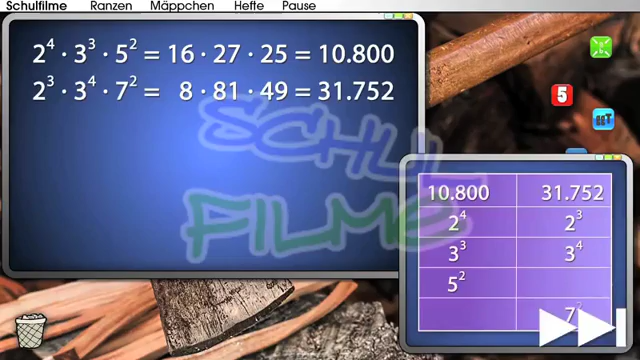 Schulfilme Ranzen Mäppchen Hefte Pause
2⁴ · 3³ · 5² = 16 · 27 · 25 = 10.800
2³ · 3⁴ · 7² = 8 · 81 · 49 = 31.752
SCHUL
FILME
5
10.800 31.752
2⁴ 2³
3³ 3⁴
5²
7²